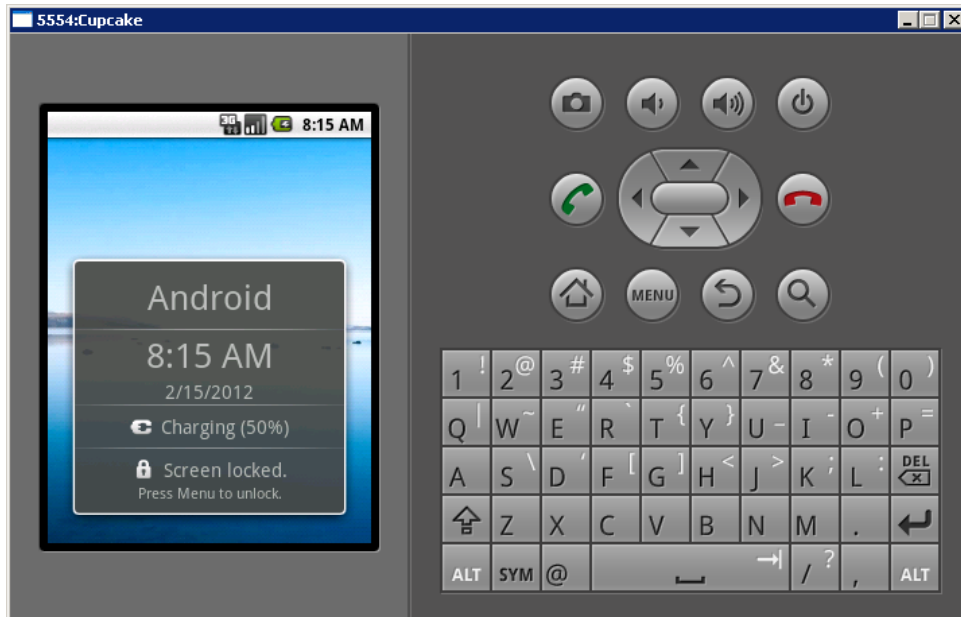 5554:Cupcake
3G 8:15 AM
Android
8:15 AM
2/15/2012
Charging (50%)
Screen locked.
Press Menu to unlock.
MENU
1 ! 2 @ 3 # 4 $ 5 % 6 ^ 7 & 8 * 9 ( 0 )
Q | W ~ E " R ` T { Y } U _ I - O + P =
A S \ D ' F [ G ] H < J > K ; L : DEL
Z X C V B N M .
ALT SYM @ / ? , ALT